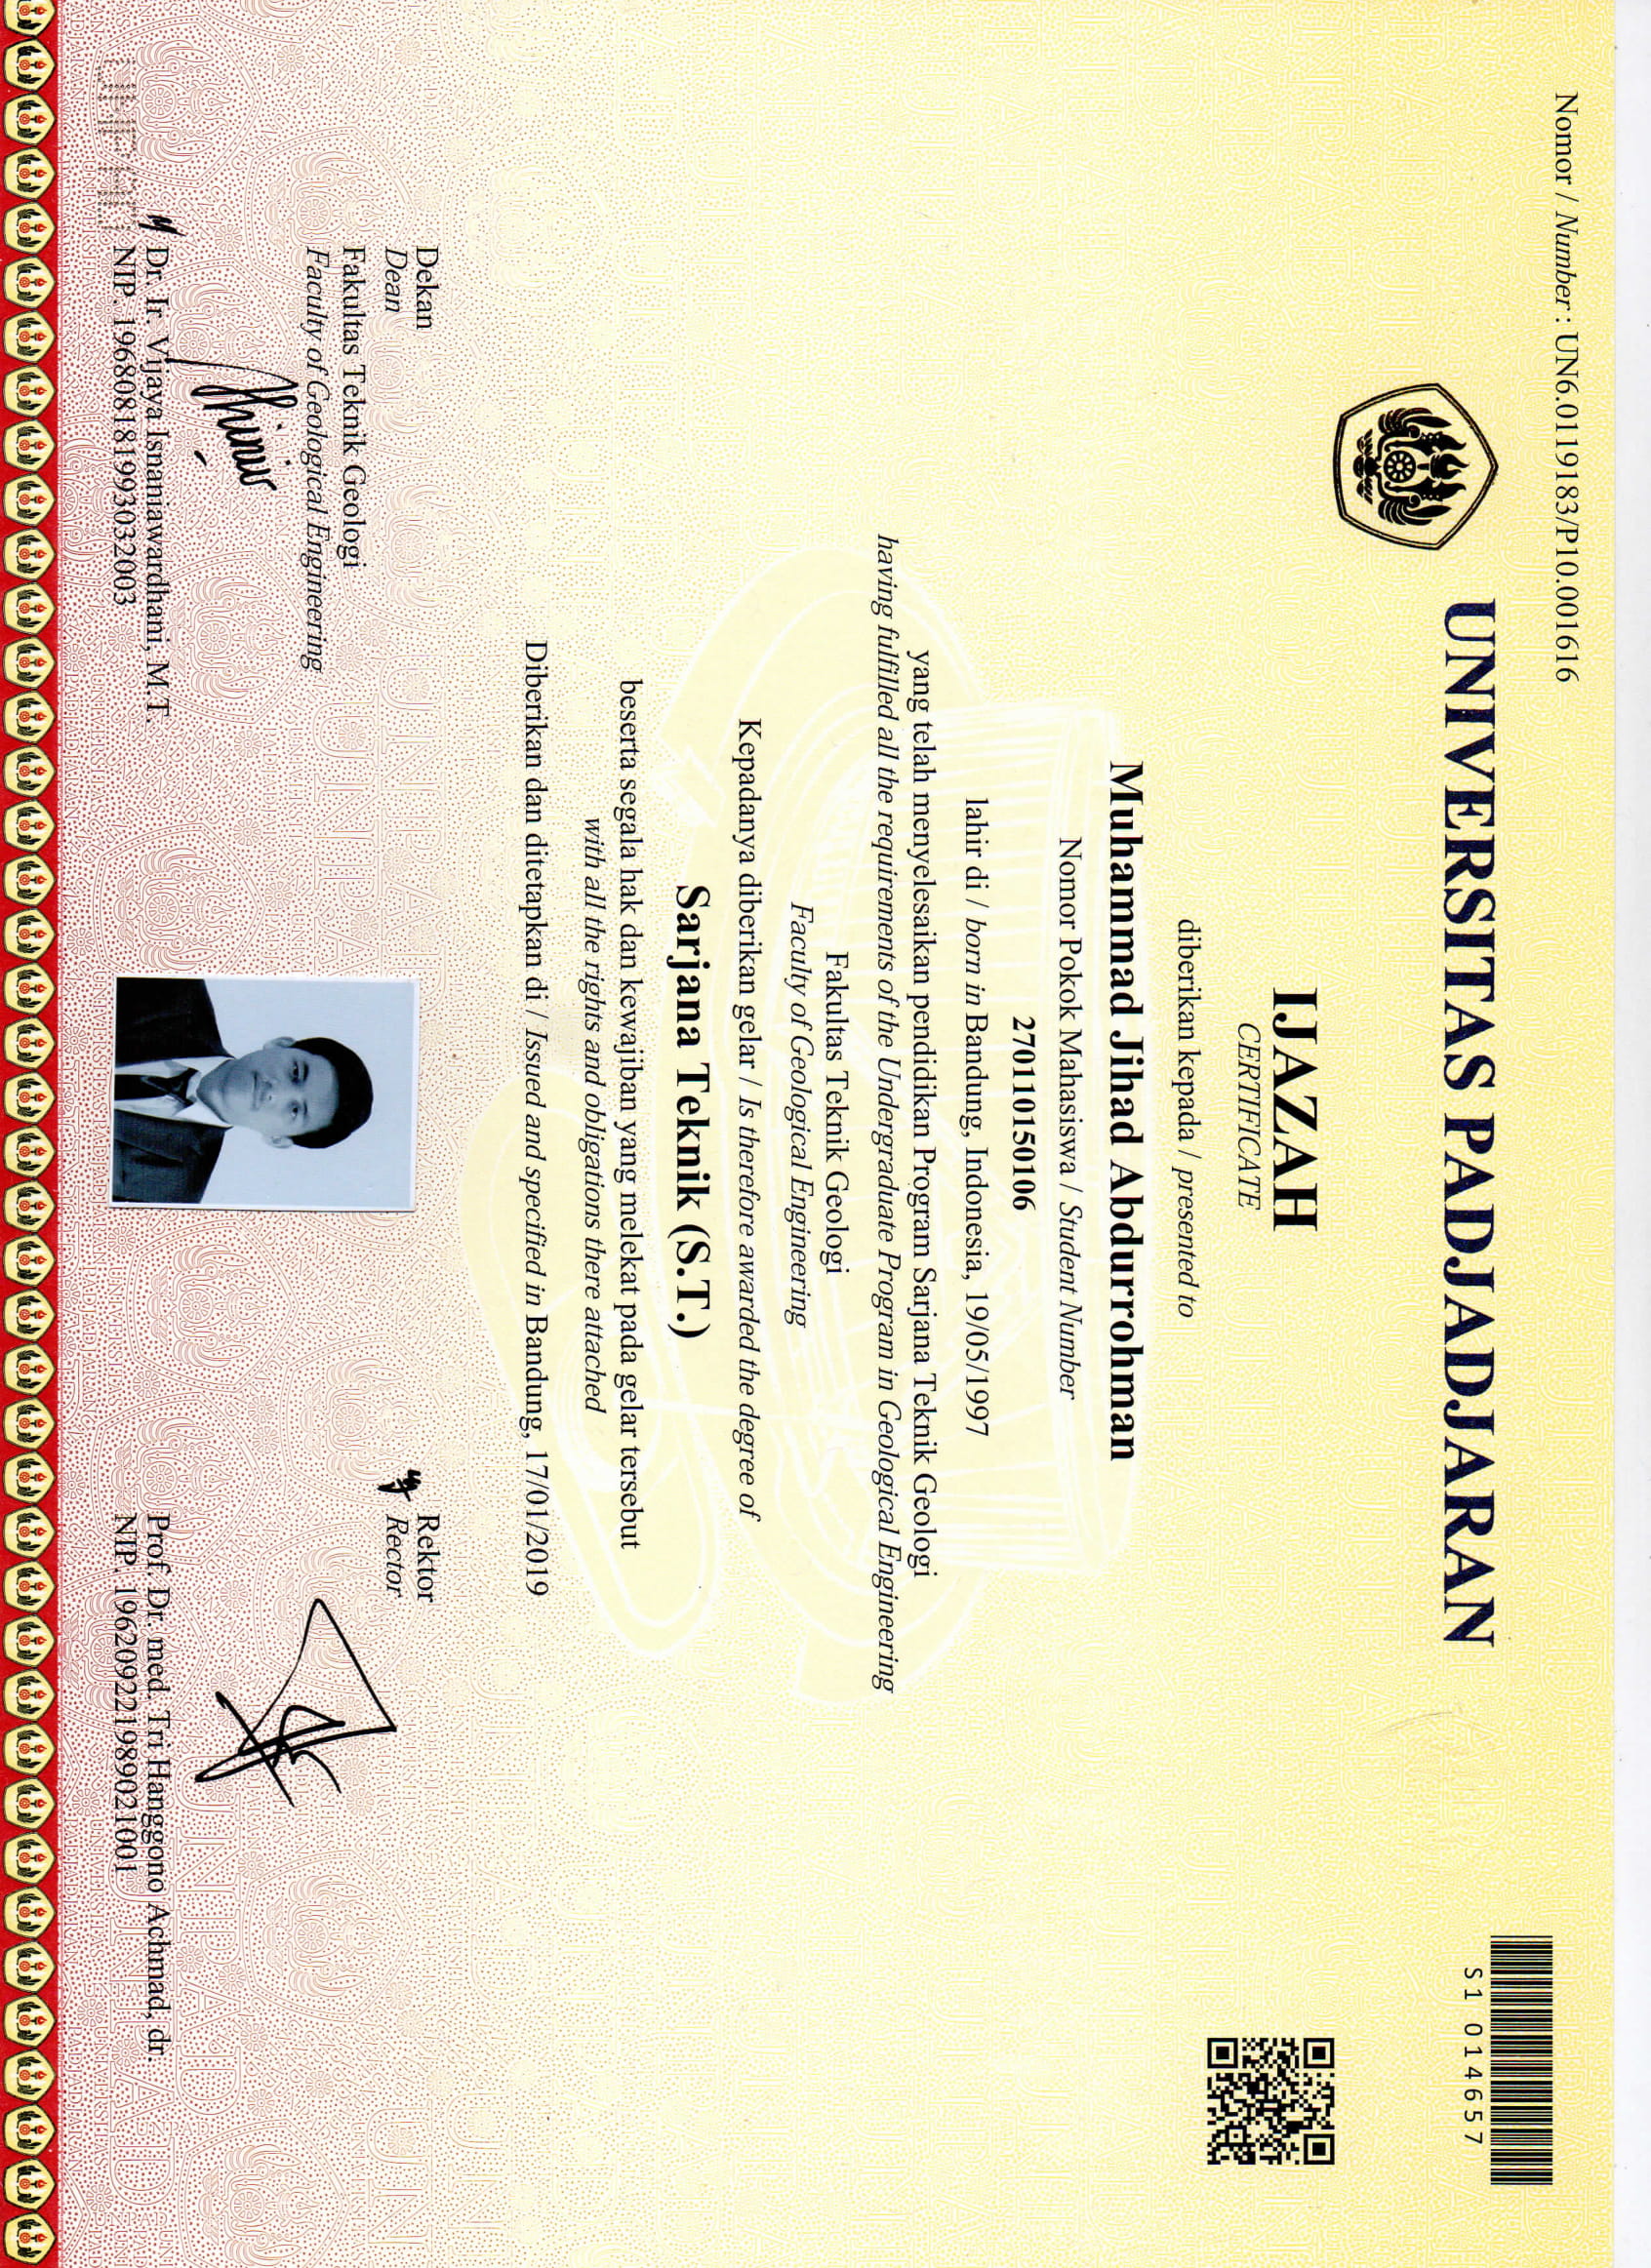 Nomor / Number : UN6.0119183/P10.001616
S1 014657
UNIVERSITAS PADJADJARAN
IJAZAH
CERTIFICATE
diberikan kepada / presented to
Muhammad Jihad Abdurrohman
Nomor Pokok Mahasiswa / Student Number
270110150106
lahir di / born in Bandung, Indonesia, 19/05/1997
yang telah menyelesaikan pendidikan Program Sarjana Teknik Geologi
having fulfilled all the requirements of the Undergraduate Program in Geological Engineering
Fakultas Teknik Geologi
Faculty of Geological Engineering
Kepadanya diberikan gelar / Is therefore awarded the degree of
Sarjana Teknik (S.T.)
beserta segala hak dan kewajiban yang melekat pada gelar tersebut
with all the rights and obligations there attached
Diberikan dan ditetapkan di / Issued and specified in Bandung, 17/01/2019
Dekan
Dean
Fakultas Teknik Geologi
Faculty of Geological Engineering
Dr. Ir. Vijaya Isnaniawardhani, M.T.
NIP. 196808181993032003
UNPAD
Rektor
Rector
Prof. Dr. med. Tri Hanggono Achmad, dr.
NIP. 196209221989021001